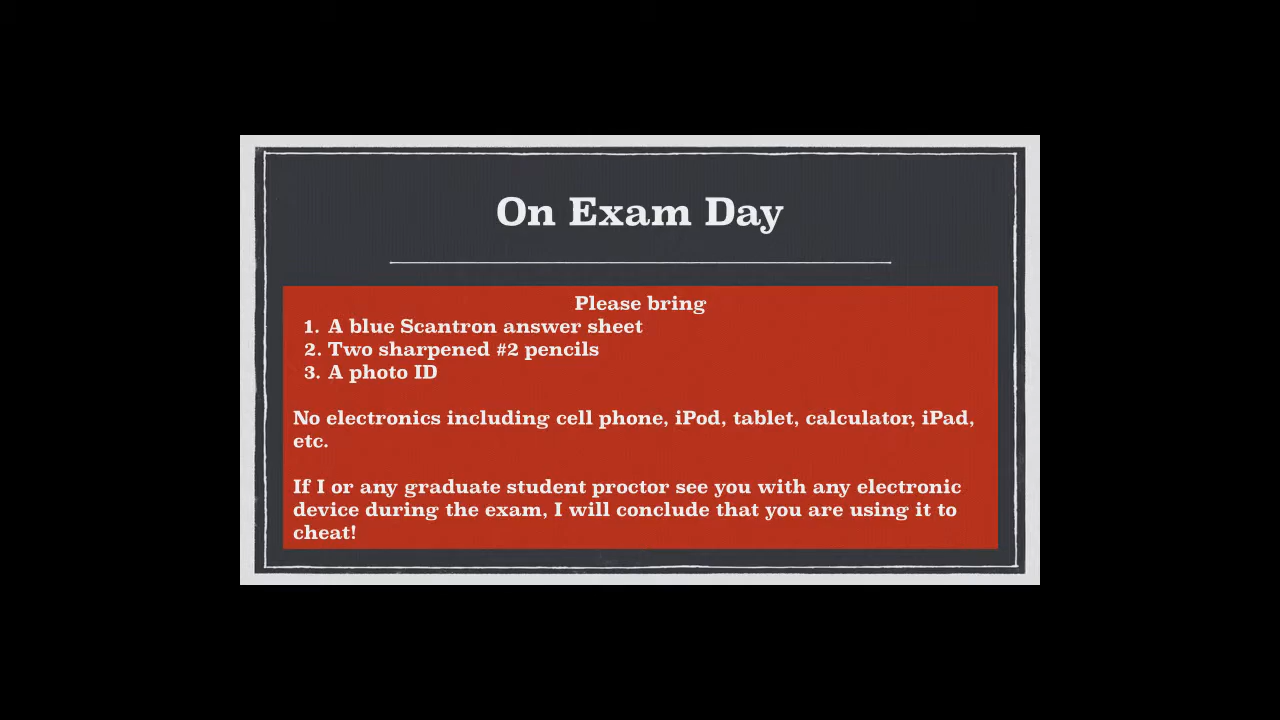 On Exam Day
Please bring
1. A blue Scantron answer sheet
2. Two sharpened #2 pencils
3. A photo ID
No electronics including cell phone, iPod, tablet, calculator, iPad,
etc.
If I or any graduate student proctor see you with any electronic
device during the exam, I will conclude that you are using it to
cheat!